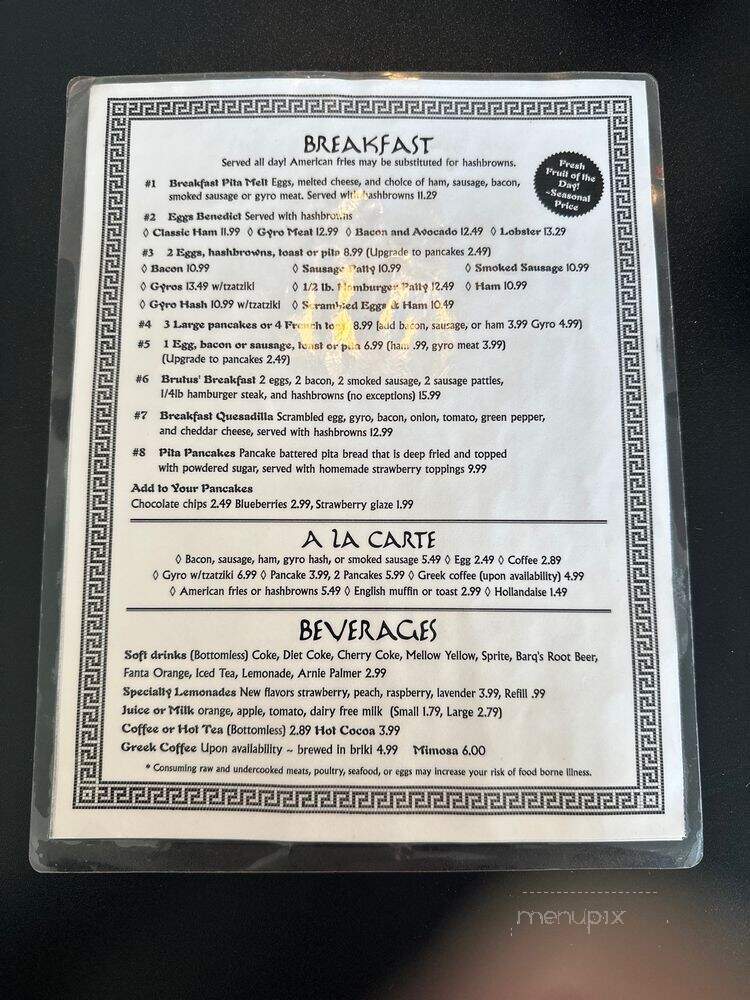 BREAKFAST
Served all day! American fries may be substituted for hashbrowns.
Fresh
Fruit of the
Day!
~Seasonal
Price
#1 Breakfast Pita Melt Eggs, melted cheese, and choice of ham, sausage, bacon,
smoked sausage or gyro meat. Served with hashbrowns 11.29
#2 Eggs Benedict Served with hashbrowns
◊ Classic Ham 11.99 ◊ Gyro Meat 12.99 ◊ Bacon and Avocado 12.49 ◊ Lobster 13.29
#3 2 Eggs, hashbrowns, toast or pita 8.99 (Upgrade to pancakes 2.49)
◊ Bacon 10.99 ◊ Sausage Patty 10.99 ◊ Smoked Sausage 10.99
◊ Gyros 13.49 w/tzatziki ◊ 1/2 lb. Hamburger Patty 12.49 ◊ Ham 10.99
◊ Gyro Hash 10.99 w/tzatziki ◊ Scrambled Eggs & Ham 10.49
#4 3 Large pancakes or 4 French toast 8.99 (add bacon, sausage, or ham 3.99 Gyro 4.99)
#5 1 Egg, bacon or sausage, toast or pita 6.99 (ham .99, gyro meat 3.99)
(Upgrade to pancakes 2.49)
#6 Brutus' Breakfast 2 eggs, 2 bacon, 2 smoked sausage, 2 sausage patties,
1/4lb hamburger steak, and hashbrowns (no exceptions) 15.99
#7 Breakfast Quesadilla Scrambled egg, gyro, bacon, onion, tomato, green pepper,
and cheddar cheese, served with hashbrowns 12.99
#8 Pita Pancakes Pancake battered pita bread that is deep fried and topped
with powdered sugar, served with homemade strawberry toppings 9.99
Add to Your Pancakes
Chocolate chips 2.49 Blueberries 2.99, Strawberry glaze 1.99
A LA CARTE
◊ Bacon, sausage, ham, gyro hash, or smoked sausage 5.49 ◊ Egg 2.49 ◊ Coffee 2.89
◊ Gyro w/tzatziki 6.99 ◊ Pancake 3.99, 2 Pancakes 5.99 ◊ Greek coffee (upon availability) 4.99
◊ American fries or hashbrowns 5.49 ◊ English muffin or toast 2.99 ◊ Hollandaise 1.49
BEVERAGES
Soft drinks (Bottomless) Coke, Diet Coke, Cherry Coke, Mellow Yellow, Sprite, Barq's Root Beer,
Fanta Orange, Iced Tea, Lemonade, Arnie Palmer 2.99
Specialty Lemonades New flavors strawberry, peach, raspberry, lavender 3.99, Refill .99
Juice or Milk orange, apple, tomato, dairy free milk (Small 1.79, Large 2.79)
Coffee or Hot Tea (Bottomless) 2.89 Hot Cocoa 3.99
Greek Coffee Upon availability ~ brewed in briki 4.99 Mimosa 6.00
* Consuming raw and undercooked meats, poultry, seafood, or eggs may increase your risk of food borne illness.
menupix